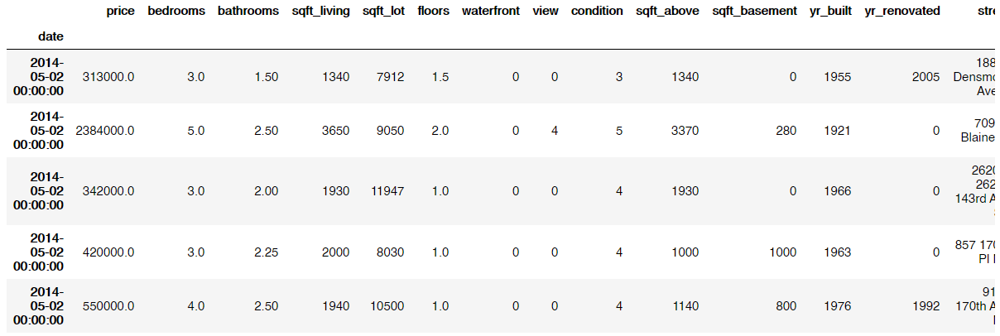 price bedrooms bathrooms sqft_living sqft_lot floors waterfront view condition sqft_above sqft_basement yr_built yr_renovated
date
2014-
05-02
00:00:00 313000.0 3.0 1.50 1340 7912 1.5 0 0 3 1340 0 1955 2005
188
Densmo
Ave
2014-
05-02
00:00:00 2384000.0 5.0 2.50 3650 9050 2.0 0 4 5 3370 280 1921 0
709
Blaine
2014-
05-02
00:00:00 342000.0 3.0 2.00 1930 11947 1.0 0 0 4 1930 0 1966 0
262
143rd A
2014-
05-02
00:00:00 420000.0 3.0 2.25 2000 8030 1.0 0 0 4 1000 1000 1963 0
857 170
Pl
2014-
05-02
00:00:00 550000.0 4.0 2.50 1940 10500 1.0 0 0 4 1140 800 1976 1992
91
170th A